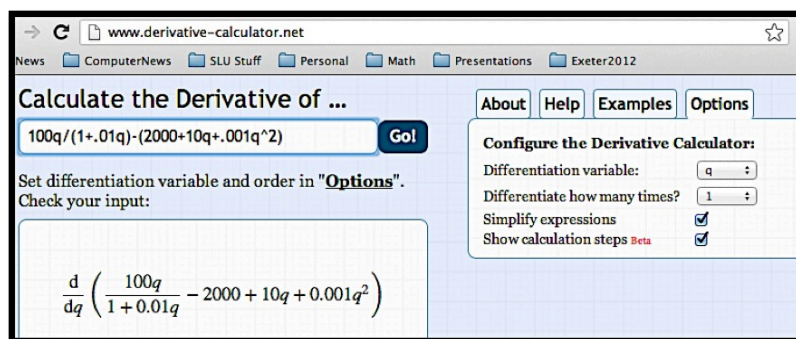 www.derivative-calculator.net
News ComputerNews SLU Stuff Personal Math Presentations Exeter2012
Calculate the Derivative of ...
100q/(1+.01q)-(2000+10q+.001q^2) Go!
Set differentiation variable and order in "Options".
Check your input:
d/dq ( 100q/(1 + 0.01q) − 2000 + 10q + 0.001q² )
About Help Examples Options
Configure the Derivative Calculator:
Differentiation variable: q
Differentiate how many times? 1
Simplify expressions
Show calculation steps Beta